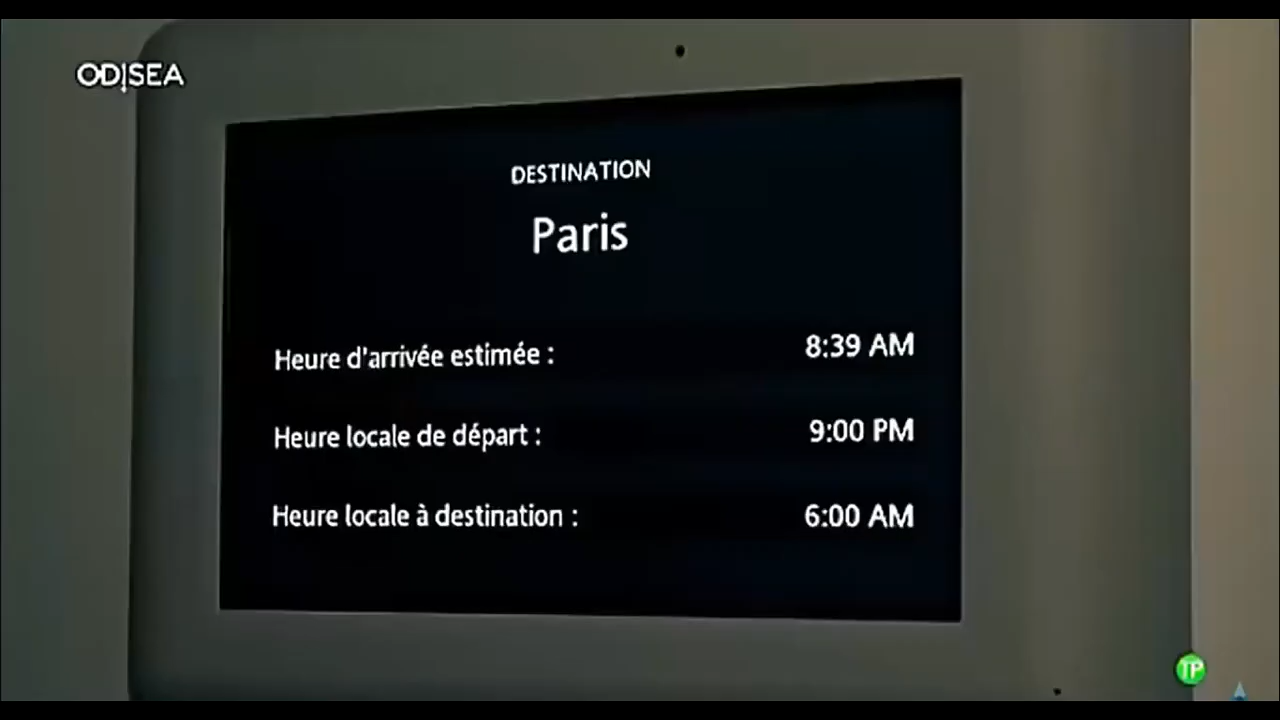 ODISEA
DESTINATION
Paris
Heure d'arrivée estimée : 8:39 AM
Heure locale de départ : 9:00 PM
Heure locale à destination : 6:00 AM
TP